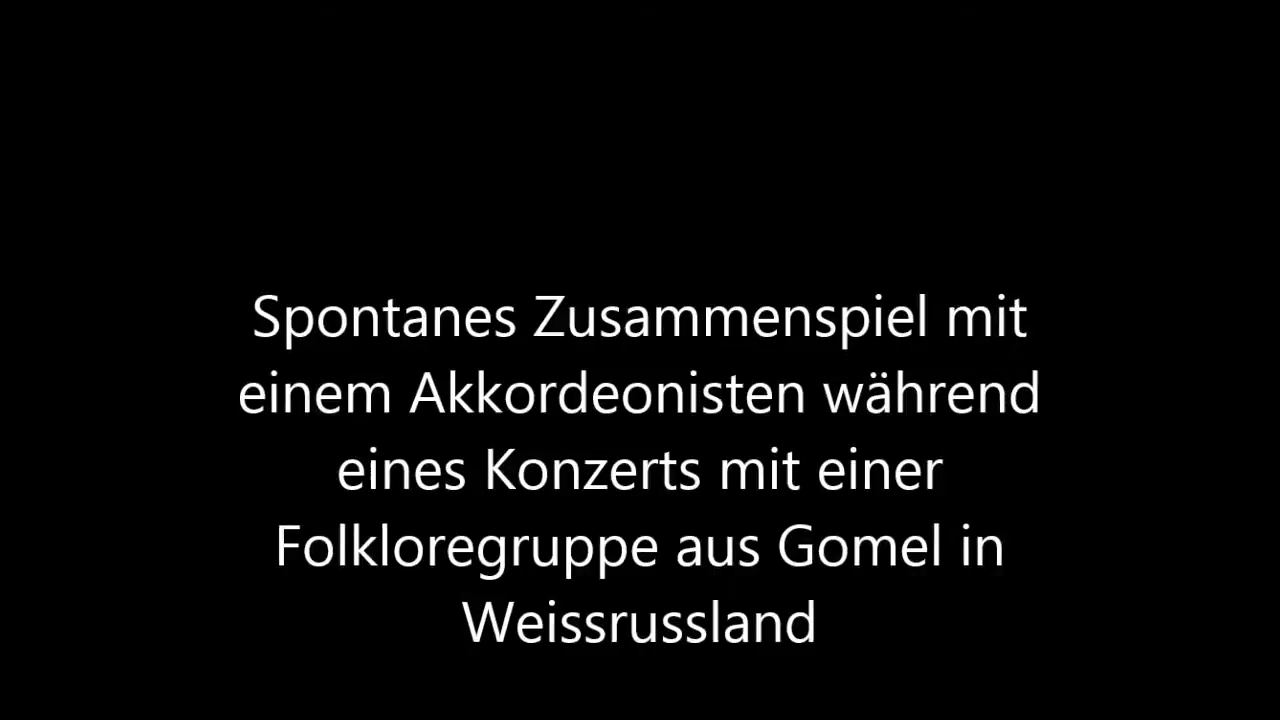 Spontanes Zusammenspiel mit
einem Akkordeonisten während
eines Konzerts mit einer
Folkloregruppe aus Gomel in
Weissrussland